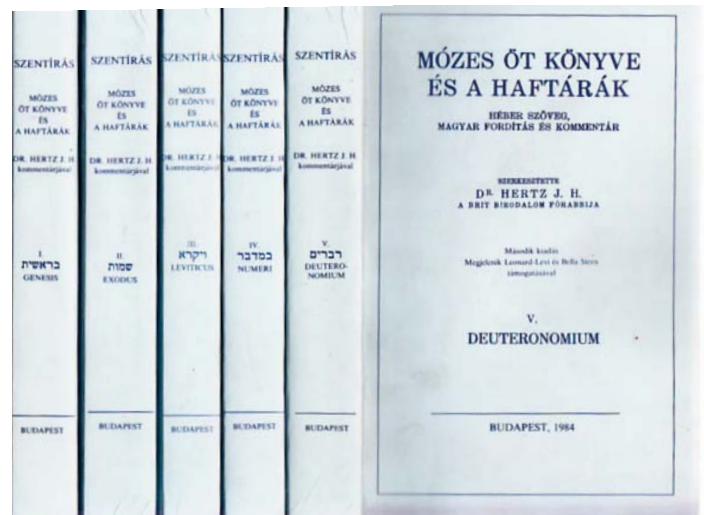 SZENTÍRÁS
MÓZES
ÖT KÖNYVE
ÉS
A HAFTÁRÁK
DR. HERTZ J. H.
kommentárjával
I.
בראשית
GENESIS
BUDAPEST
SZENTÍRÁS
MÓZES
ÖT KÖNYVE
ÉS
A HAFTÁRÁK
DR. HERTZ J. H
kommentárjával
II.
שמות
EXODUS
BUDAPEST
SZENTÍRÁS
MÓZES
ÖT KÖNYVE
ÉS
A HAFTÁRÁK
DR. HERTZ J. H
kommentárjával
III.
ויקרא
LEVITICUS
BUDAPEST
SZENTÍRÁS
MÓZES
ÖT KÖNYVE
ÉS
A HAFTÁRÁK
DR. HERTZ J. H
kommentárjával
IV.
במדבר
NUMERI
BUDAPEST
SZENTÍRÁS
MÓZES
ÖT KÖNYVE
ÉS
A HAFTÁRÁK
DR. HERTZ J. H
kommentárjával
V.
דברים
DEUTERO-
NOMIUM
BUDAPEST
MÓZES ÖT KÖNYVE
ÉS A HAFTÁRÁK
HÉBER SZÖVEG,
MAGYAR FORDÍTÁS ÉS KOMMENTÁR
SZERKESZTETTE
DR. HERTZ J. H.
A BRIT BIRODALOM FŐRABBIJA
Második kiadás
Megjelenik Leonard-Levi és Bella Stern
támogatásával
V.
DEUTERONOMIUM
BUDAPEST, 1984